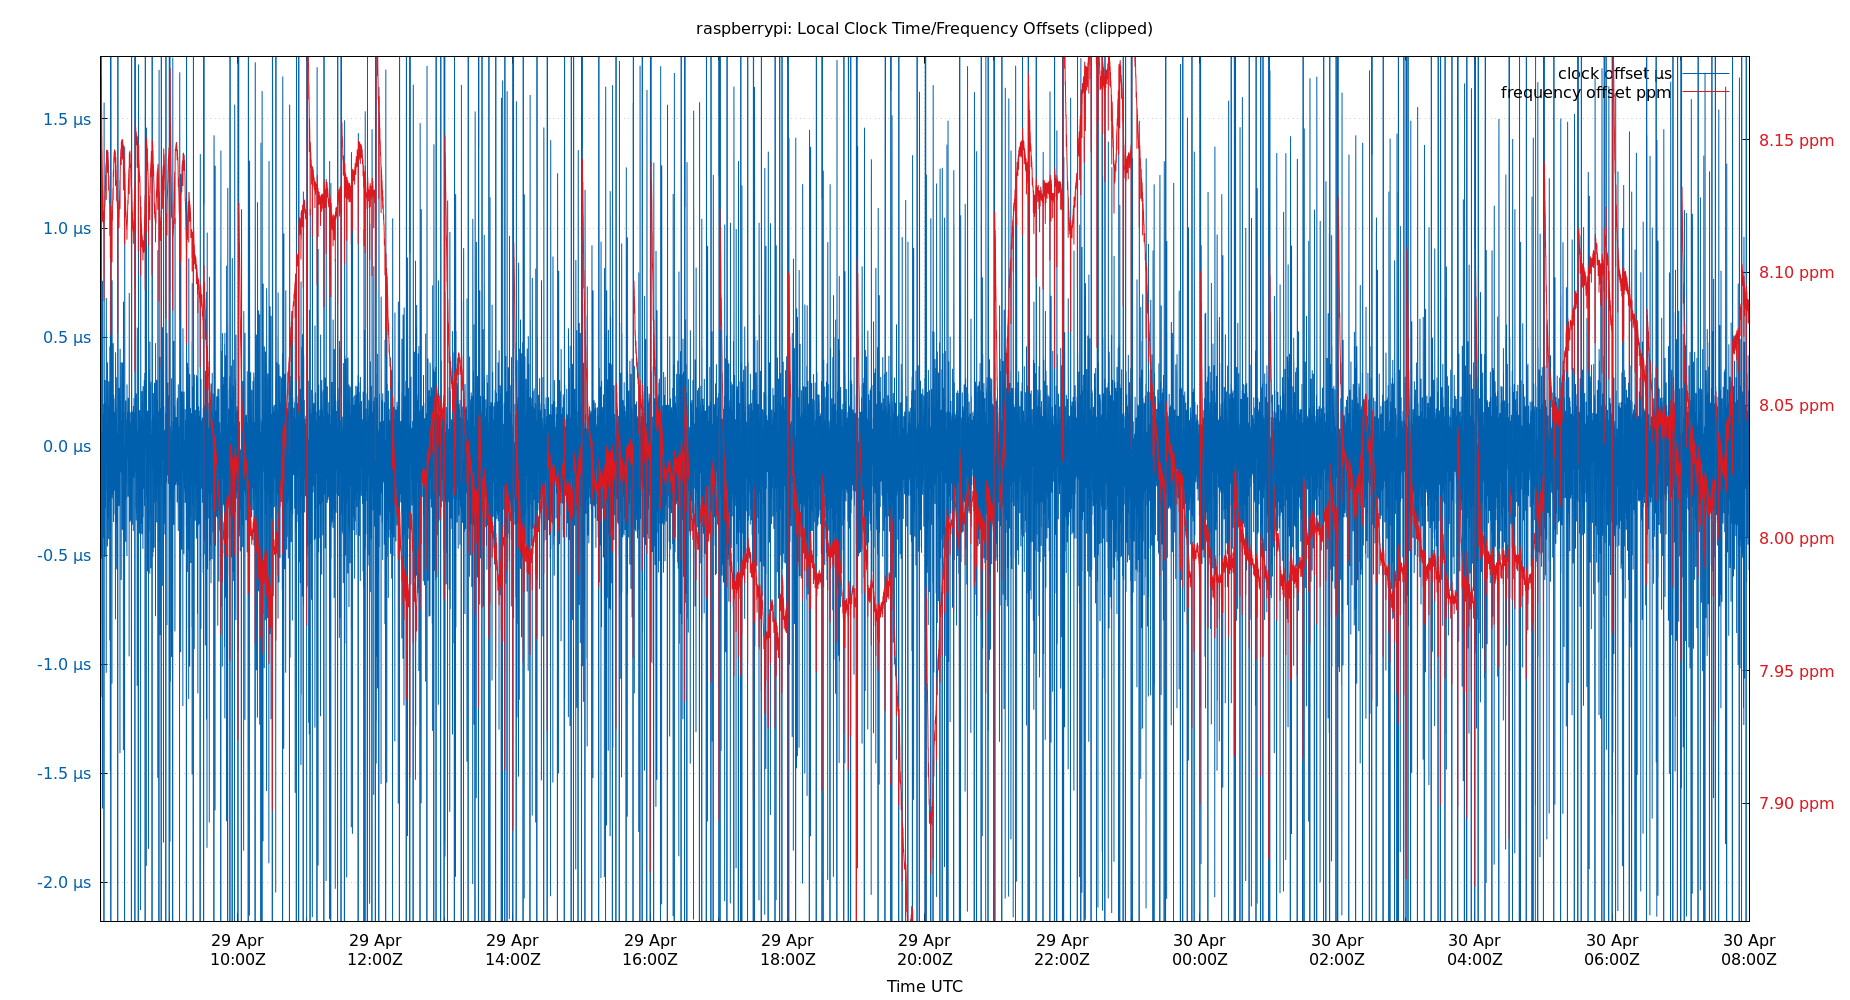 raspberrypi: Local Clock Time/Frequency Offsets (clipped)
clock offset µs
frequency offset ppm
1.5 µs
1.0 µs
0.5 µs
0.0 µs
-0.5 µs
-1.0 µs
-1.5 µs
-2.0 µs
8.15 ppm
8.10 ppm
8.05 ppm
8.00 ppm
7.95 ppm
7.90 ppm
29 Apr 29 Apr 29 Apr 29 Apr 29 Apr 29 Apr 29 Apr 30 Apr 30 Apr 30 Apr 30 Apr 30 Apr
10:00Z 12:00Z 14:00Z 16:00Z 18:00Z 20:00Z 22:00Z 00:00Z 02:00Z 04:00Z 06:00Z 08:00Z
Time UTC